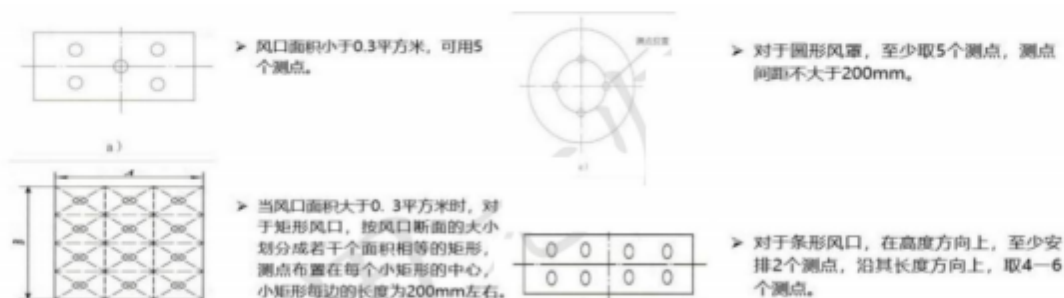 ➢ 风口面积小于0.3平方米，可用5
个测点。
a）
测点位置
➢ 对于圆形风罩，至少取5个测点，测点
间距不大于200mm。
A
B
➢ 当风口面积大于0. 3平方米时，对
于矩形风口，按风口断面的大小
划分成若干个面积相等的矩形，
测点布置在每个小矩形的中心，
小矩形每边的长度为200mm左右。
➢ 对于条形风口，在高度方向上，至少安
排2个测点，沿其长度方向上，取4—6
个测点。